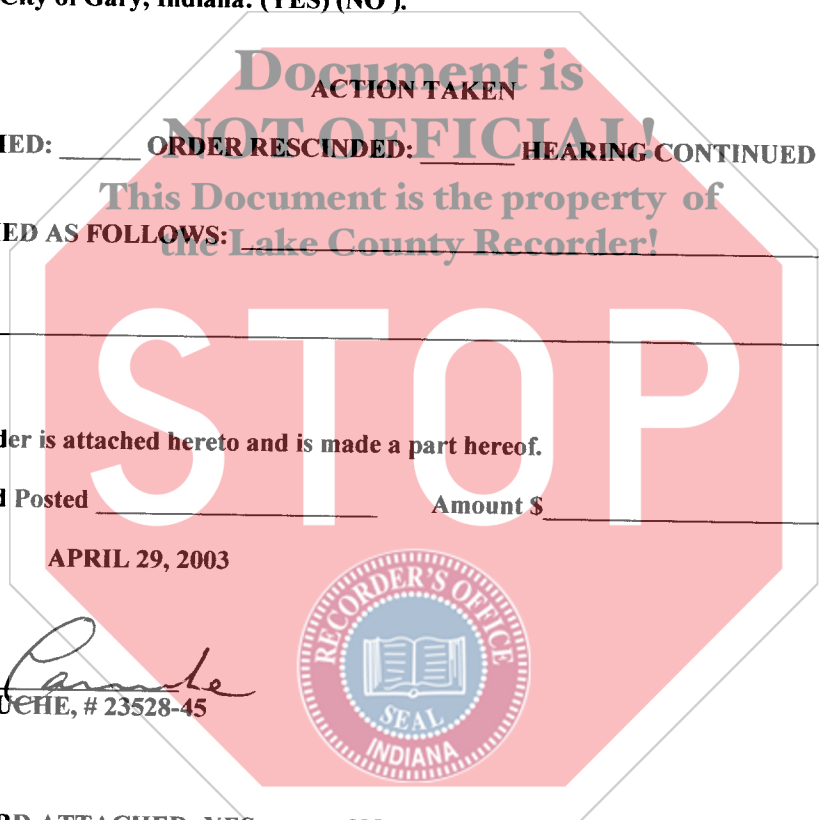 City of Gary, Indiana. (YES) (NO ).
Document is
ACTION TAKEN
NOT OFFICIAL!
IED: ORDER RESCINDED: HEARING CONTINUED
This Document is the property of
IED AS FOLLOWS:
the Lake County Recorder!
STOP
der is attached hereto and is made a part hereof.
d Posted Amount $
APRIL 29, 2003
RECORDER'S OFFICE
SEAL
INDIANA
UCHE, # 23528-45